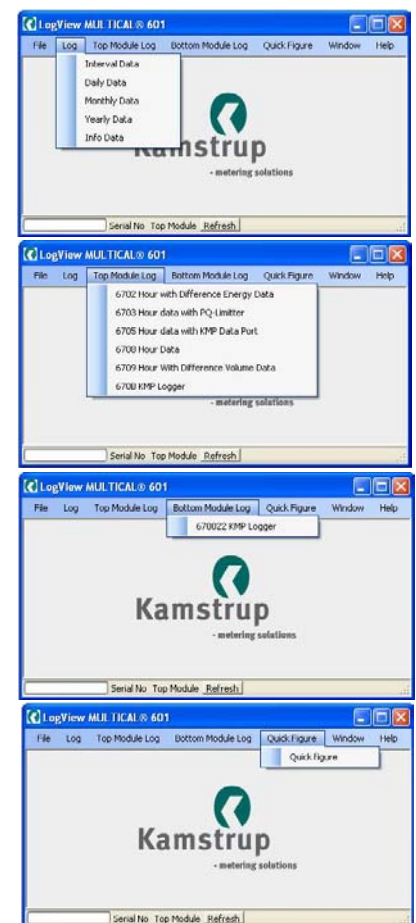 LogView MULTICAL® 601
File Log Top Module Log Bottom Module Log Quick Figure Window Help
Interval Data
Daily Data
Monthly Data
Yearly Data
Info Data
Kamstrup
- metering solutions
Serial No Top Module Refresh
LogView MULTICAL® 601
File Log Top Module Log Bottom Module Log Quick Figure Window Help
6702 Hour with Difference Energy Data
6703 Hour data with PQ-Limitter
6705 Hour data with KMP Data Port
6708 Hour Data
6709 Hour With Difference Volume Data
670B KMP Logger
- metering solutions
Serial No Top Module Refresh
LogView MULTICAL® 601
File Log Top Module Log Bottom Module Log Quick Figure Window Help
670022 KMP Logger
Kamstrup
- metering solutions
Serial No Top Module Refresh
LogView MULTICAL® 601
File Log Top Module Log Bottom Module Log Quick Figure Window Help
Quick figure
Kamstrup
- metering solutions
Serial No Top Module Refresh